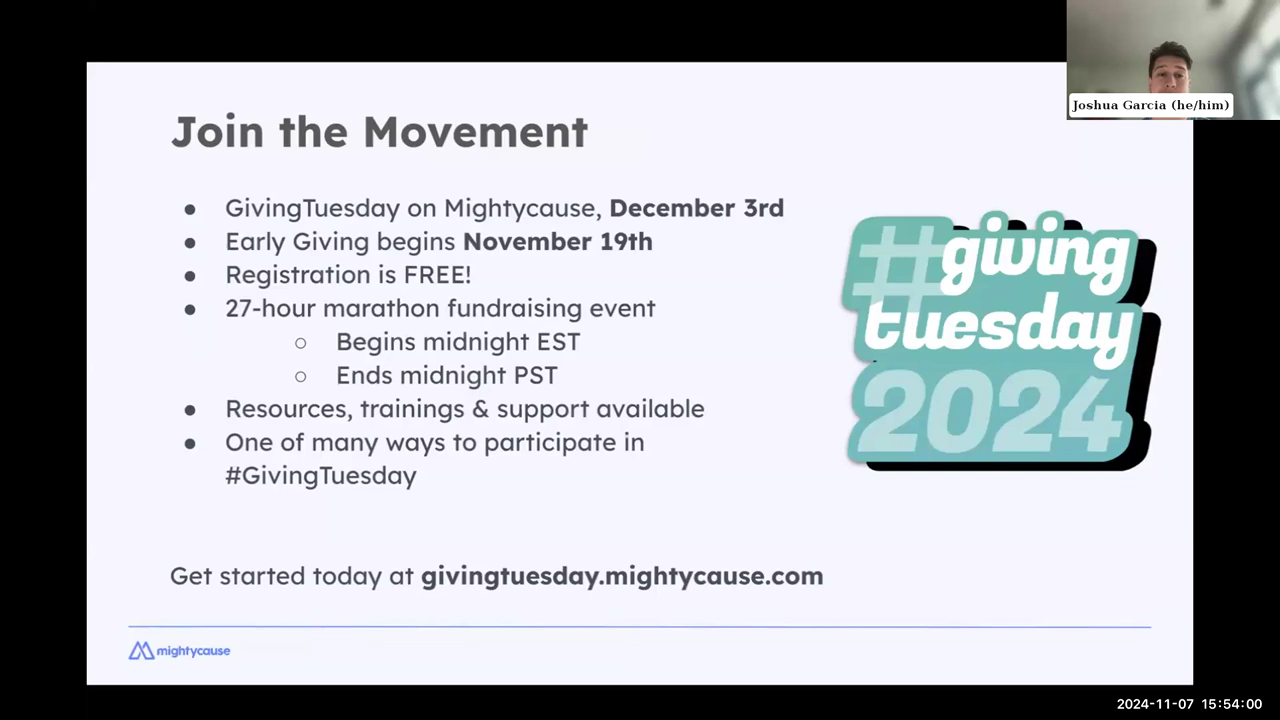 Joshua Garcia (he/him)
Join the Movement
● GivingTuesday on Mightycause, December 3rd
● Early Giving begins November 19th
● Registration is FREE!
● 27-hour marathon fundraising event
○ Begins midnight EST
○ Ends midnight PST
● Resources, trainings & support available
● One of many ways to participate in
#GivingTuesday
#giving
tuesday
2024
Get started today at givingtuesday.mightycause.com
mightycause
2024-11-07 15:54:00